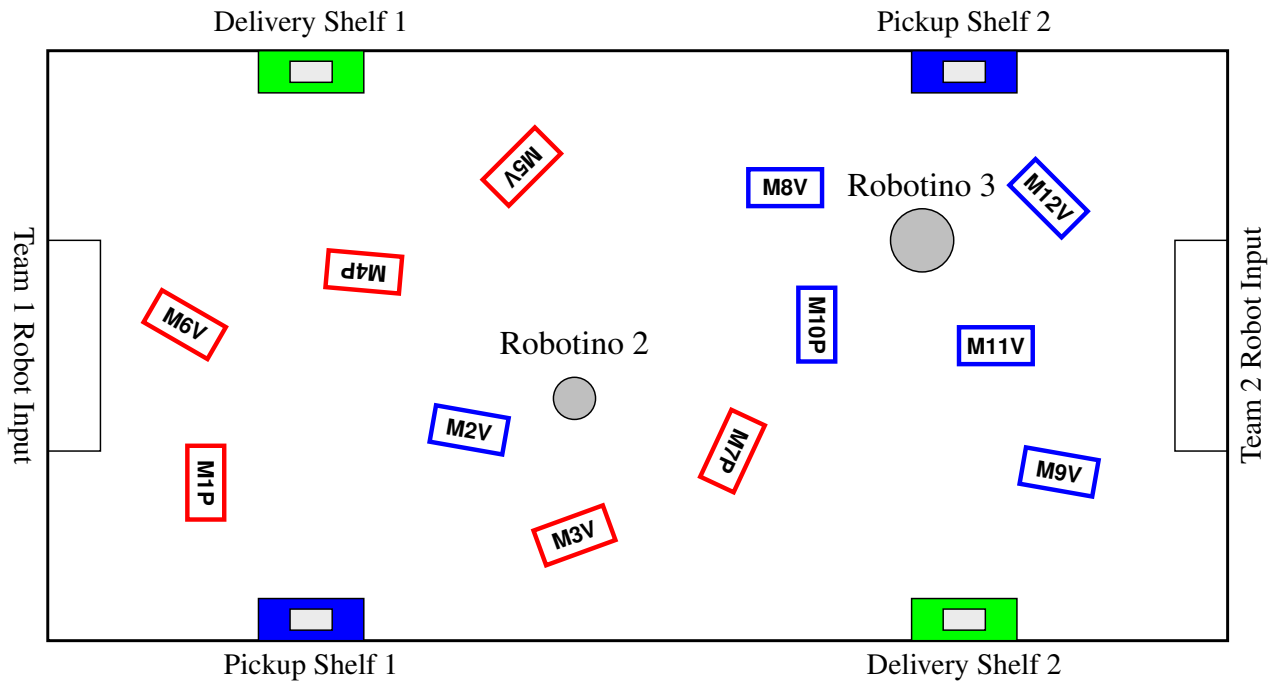 Delivery Shelf 1
Pickup Shelf 2
M5V
M8V
Robotino 3
M12V
M4P
Team 1 Robot Input
Team 2 Robot Input
M6V
M10P
M11V
Robotino 2
M2V
M7P
M9V
M1P
M3V
Pickup Shelf 1
Delivery Shelf 2